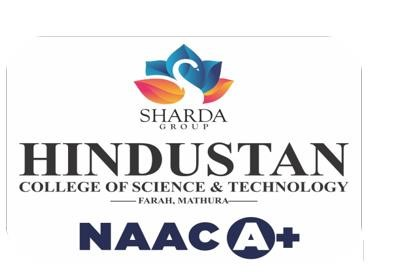 SHARDA
GROUP
HINDUSTAN
COLLEGE OF SCIENCE & TECHNOLOGY
FARAH, MATHURA
NAAC A+